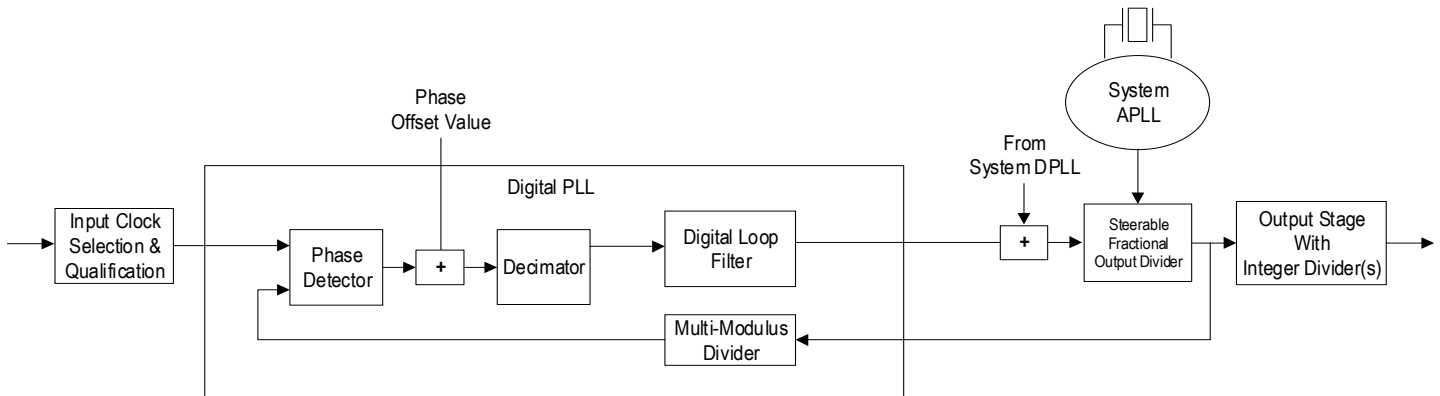 System
APLL
Phase
Offset Value
From
System DPLL
Digital PLL
Input Clock
Selection &
Qualification
Phase
Detector
+
Decimator
Digital Loop
Filter
+
Steerable
Fractional
Output Divider
Output Stage
With
Integer Divider(s)
Multi-Modulus
Divider